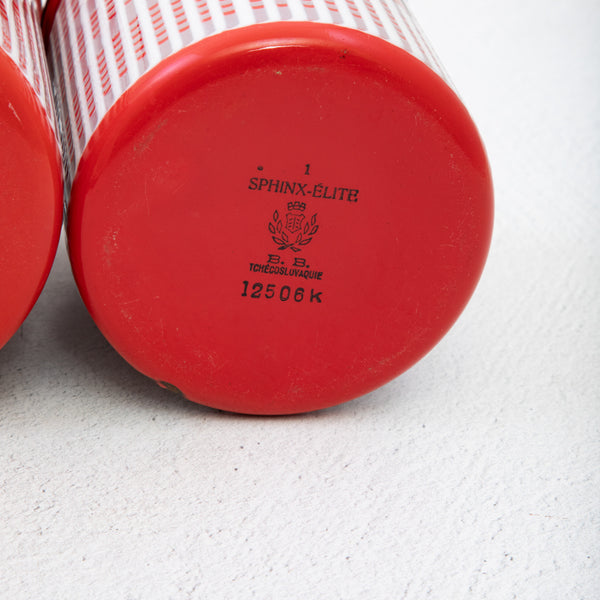 1
SPHINX-ÉLITE
B. B.
TCHÉCOSLOVAQUIE
12506K